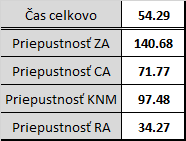 Čas celkovo 54.29
Priepustnosť ZA 140.68
Priepustnosť CA 71.77
Priepustnosť KNM 97.48
Priepustnosť RA 34.27